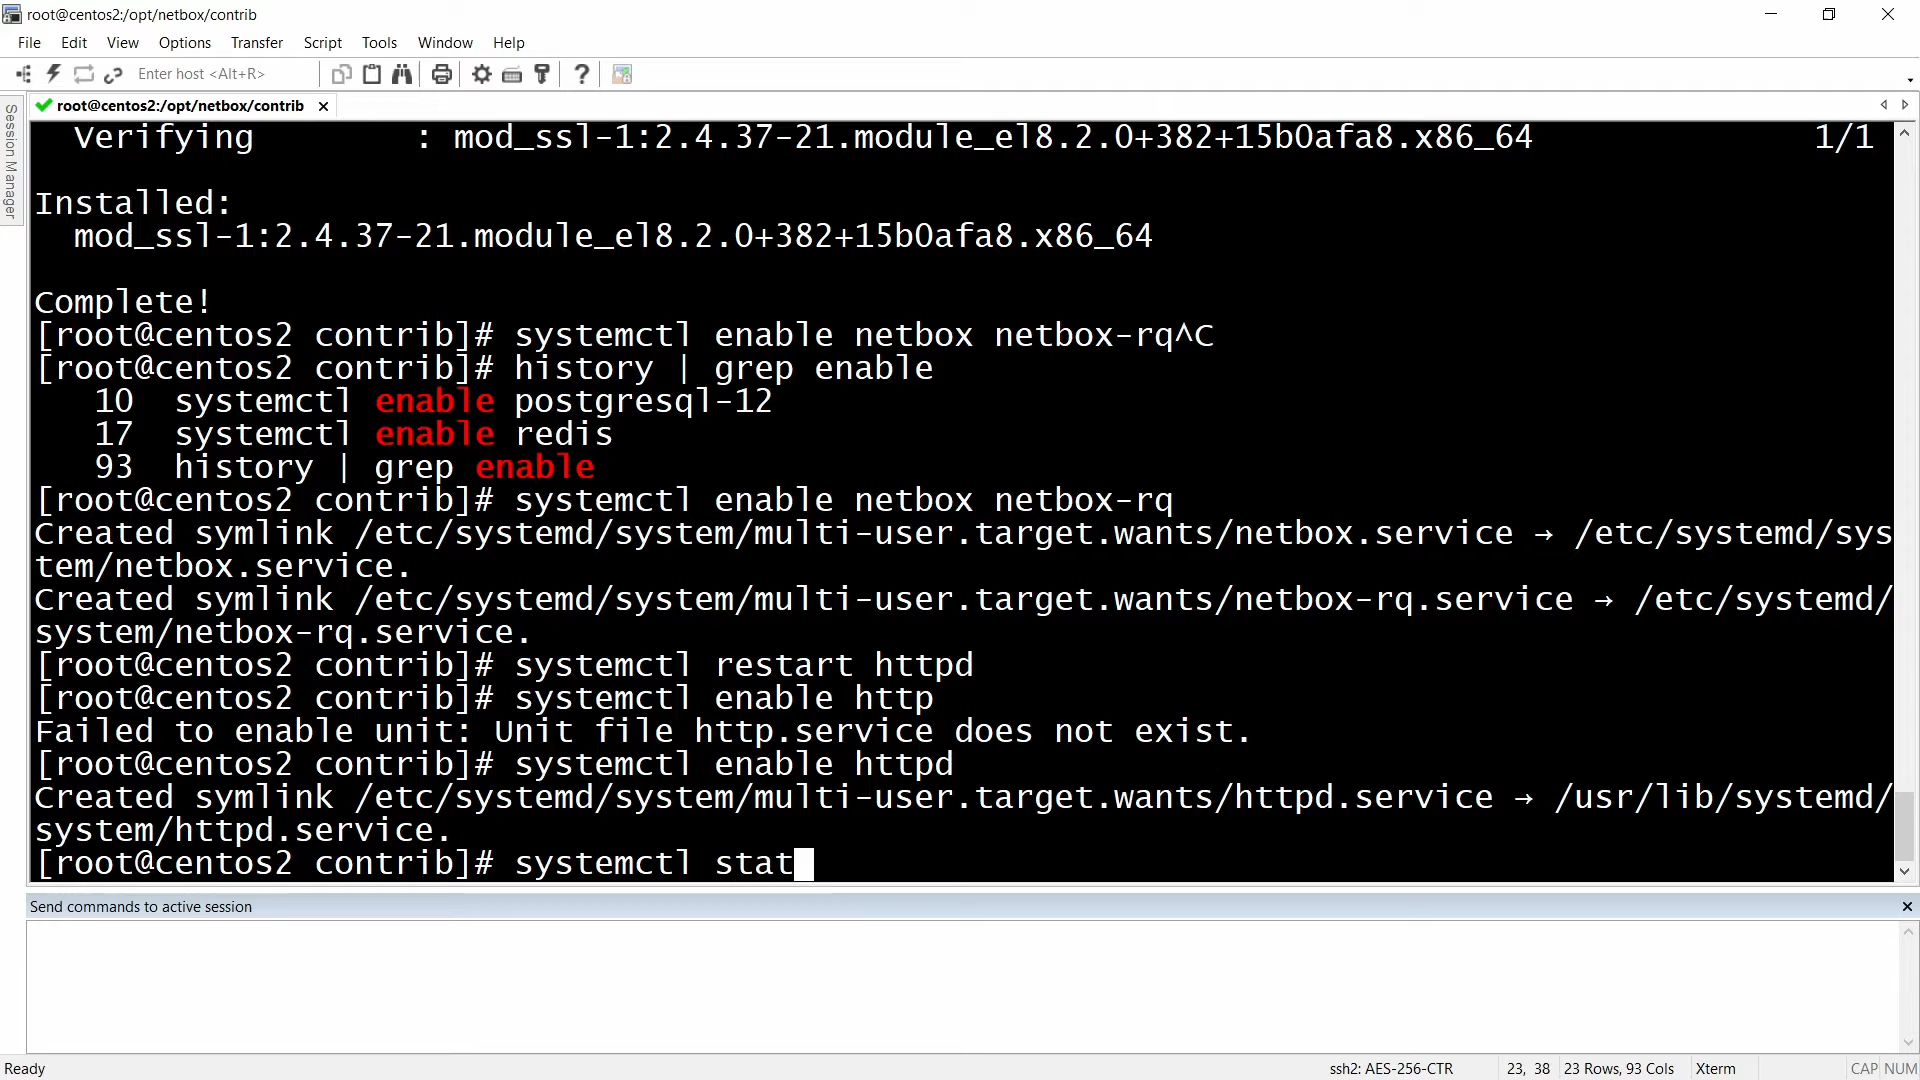 root@centos2:/opt/netbox/contrib
File Edit View Options Transfer Script Tools Window Help
Enter host <Alt+R>
Session Manager
root@centos2:/opt/netbox/contrib
Verifying : mod_ssl-1:2.4.37-21.module_el8.2.0+382+15b0afa8.x86_64 1/1
Installed:
mod_ssl-1:2.4.37-21.module_el8.2.0+382+15b0afa8.x86_64
Complete!
[root@centos2 contrib]# systemctl enable netbox netbox-rq^C
[root@centos2 contrib]# history | grep enable
10 systemctl enable postgresql-12
17 systemctl enable redis
93 history | grep enable
[root@centos2 contrib]# systemctl enable netbox netbox-rq
Created symlink /etc/systemd/system/multi-user.target.wants/netbox.service → /etc/systemd/sys
tem/netbox.service.
Created symlink /etc/systemd/system/multi-user.target.wants/netbox-rq.service → /etc/systemd/
system/netbox-rq.service.
[root@centos2 contrib]# systemctl restart httpd
[root@centos2 contrib]# systemctl enable http
Failed to enable unit: Unit file http.service does not exist.
[root@centos2 contrib]# systemctl enable httpd
Created symlink /etc/systemd/system/multi-user.target.wants/httpd.service → /usr/lib/systemd/
system/httpd.service.
[root@centos2 contrib]# systemctl stat
Send commands to active session
Ready ssh2: AES-256-CTR 23, 38 23 Rows, 93 Cols Xterm CAP NUM